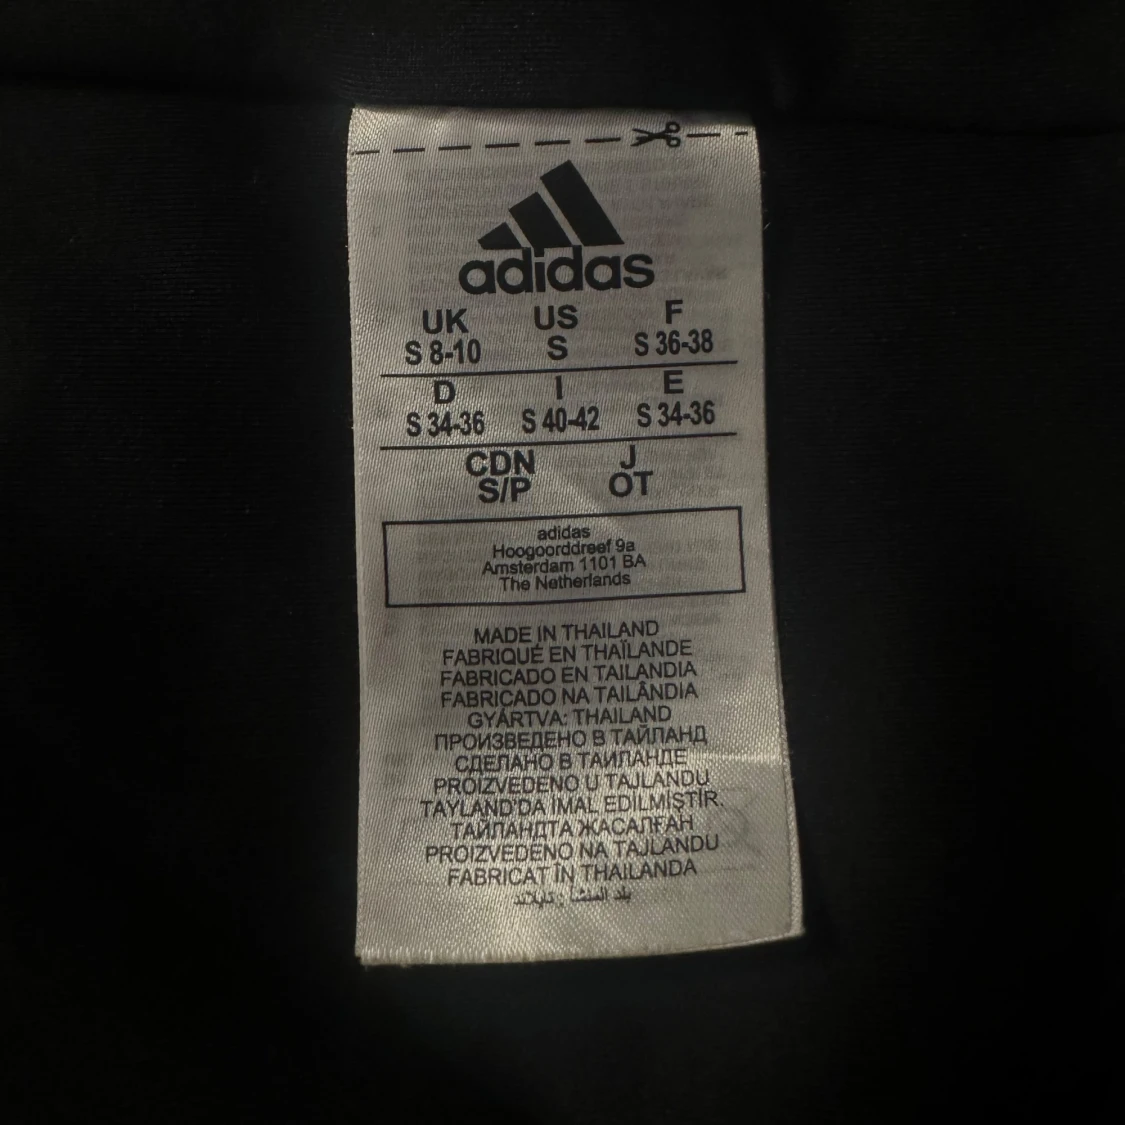 adidas
UK US F
S 8-10 S S 36-38
D I E
S 34-36 S 40-42 S 34-36
CDN J
S/P OT
adidas
Hoogoorddreef 9a
Amsterdam 1101 BA
The Netherlands
MADE IN THAILAND
FABRIQUÉ EN THAÏLANDE
FABRICADO EN TAILANDIA
FABRICADO NA TAILÂNDIA
GYÁRTVA: THAILAND
ПРОИЗВЕДЕНО В ТАЙЛАНД
СДЕЛАНО В ТАИЛАНДЕ
PROIZVEDENO U TAJLANDU
TAYLAND'DA İMAL EDİLMİŞTİR.
ТАЙЛАНДТА ЖАСАЛҒАН
PROIZVEDENO NA TAJLANDU
FABRICAT ÎN THAILANDA
بلد المنشأ: تايلاند